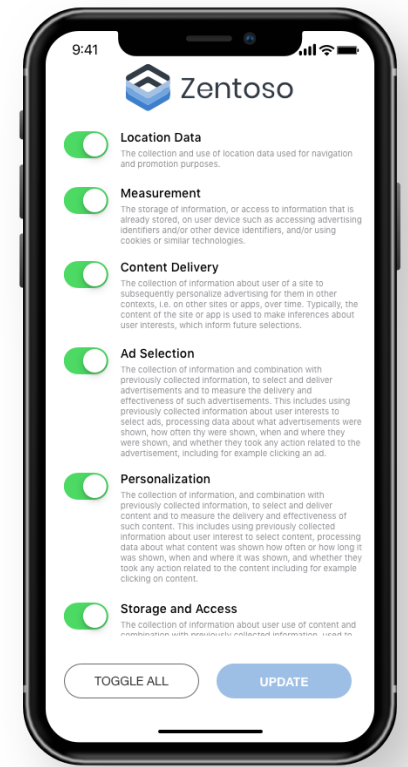 9:41
Zentoso
Location Data
The collection and use of location data used for navigation
and promotion purposes.
Measurement
The storage of information, or access to information that is
already stored, on user device such as accessing advertising
identifiers and/or other device identifiers, and/or using
cookies or similar technologies.
Content Delivery
The collection of information about user of a site to
subsequently personalize advertising for them in other
contexts, i.e. on other sites or apps, over time. Typically, the
content of the site or app is used to make inferences about
user interests, which inform future selections.
Ad Selection
The collection of information and combination with
previously collected information, to select and deliver
advertisements and to measure the delivery and
effectiveness of such advertisements. This includes using
previously collected information about user interests to
select ads, processing data about what advertisements were
shown, how often thy were shown, when and where they
were shown, and whether they took any action related to the
advertisement, including for example clicking an ad.
Personalization
The collection of information, and combination with
previously collected information, to select and deliver
content and to measure the delivery and effectiveness of
such content. This includes using previously collected
information about user interest to select content, processing
data about what content was shown how often or how long it
was shown, when and where it was shown, and whether they
took any action related to the content including for example
clicking on content.
Storage and Access
The collection of information about user use of content and
combination with previously collected information, used to
TOGGLE ALL
UPDATE